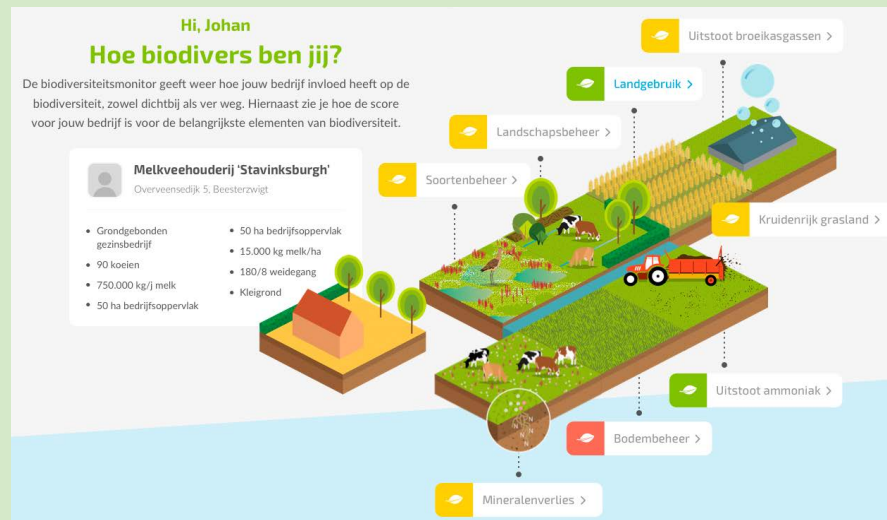 Hi, Johan
Hoe biodivers ben jij?
De biodiversiteitsmonitor geeft weer hoe jouw bedrijf invloed heeft op de
biodiversiteit, zowel dichtbij als ver weg. Hiernaast zie je hoe de score
voor jouw bedrijf is voor de belangrijkste elementen van biodiversiteit.
Melkveehouderij ‘Stavinksburgh’
Overveensedijk 5, Beesterzwigt
• Grondgebonden
gezinsbedrijf
• 90 koeien
• 750.000 kg/j melk
• 50 ha bedrijfsoppervlak
• 50 ha bedrijfsoppervlak
• 15.000 kg melk/ha
• 180/8 weidegang
• Kleigrond
Uitstoot broeikasgassen >
Landgebruik >
Landschapsbeheer >
Soortenbeheer >
Kruidenrijk grasland >
Uitstoot ammoniak >
Bodembeheer >
Mineralenverlies >